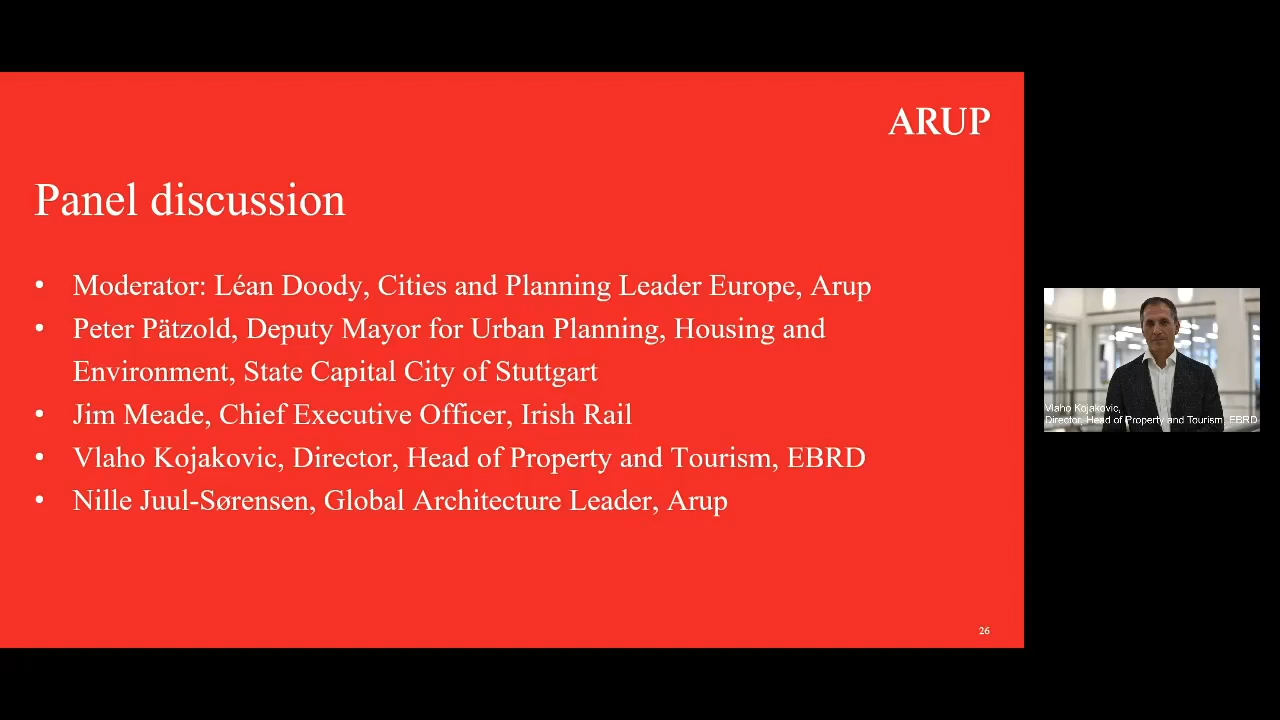 ARUP
Panel discussion
• Moderator: Léan Doody, Cities and Planning Leader Europe, Arup
• Peter Pätzold, Deputy Mayor for Urban Planning, Housing and
Environment, State Capital City of Stuttgart
• Jim Meade, Chief Executive Officer, Irish Rail
• Vlaho Kojakovic, Director, Head of Property and Tourism, EBRD
• Nille Juul-Sørensen, Global Architecture Leader, Arup
26
Vlaho Kojakovic,
Director, Head of Property and Tourism, EBRD